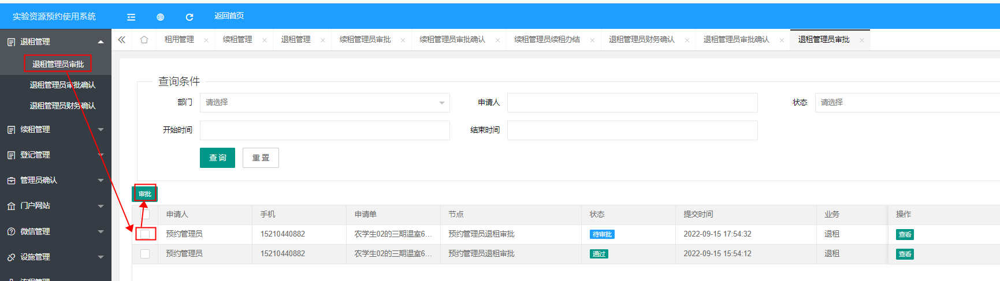 实验资源预约使用系统
返回首页
退租管理
退租管理员审批
退租管理员审批确认
退租管理员财务确认
续租管理
登记管理
管理员确认
门户网站
微信管理
设施管理
租用管理 续租管理 退租管理 续租管理员审批 续租管理员审批确认 续租管理员续租办结 退租管理员财务确认 退租管理员审批确认 退租管理员审批
查询条件
部门 请选择 申请人 状态 请选择
开始时间 结束时间
查询 重置
审批
申请人 手机 申请单 节点 状态 提交时间 业务 操作
预约管理员 15210440882 农学生02的三期温室6... 预约管理员退租审批 待审批 2022-09-15 17:54:32 退租 查看
预约管理员 15210440882 农学生02的三期温室6... 预约管理员退租审批 通过 2022-09-15 15:54:12 退租 查看